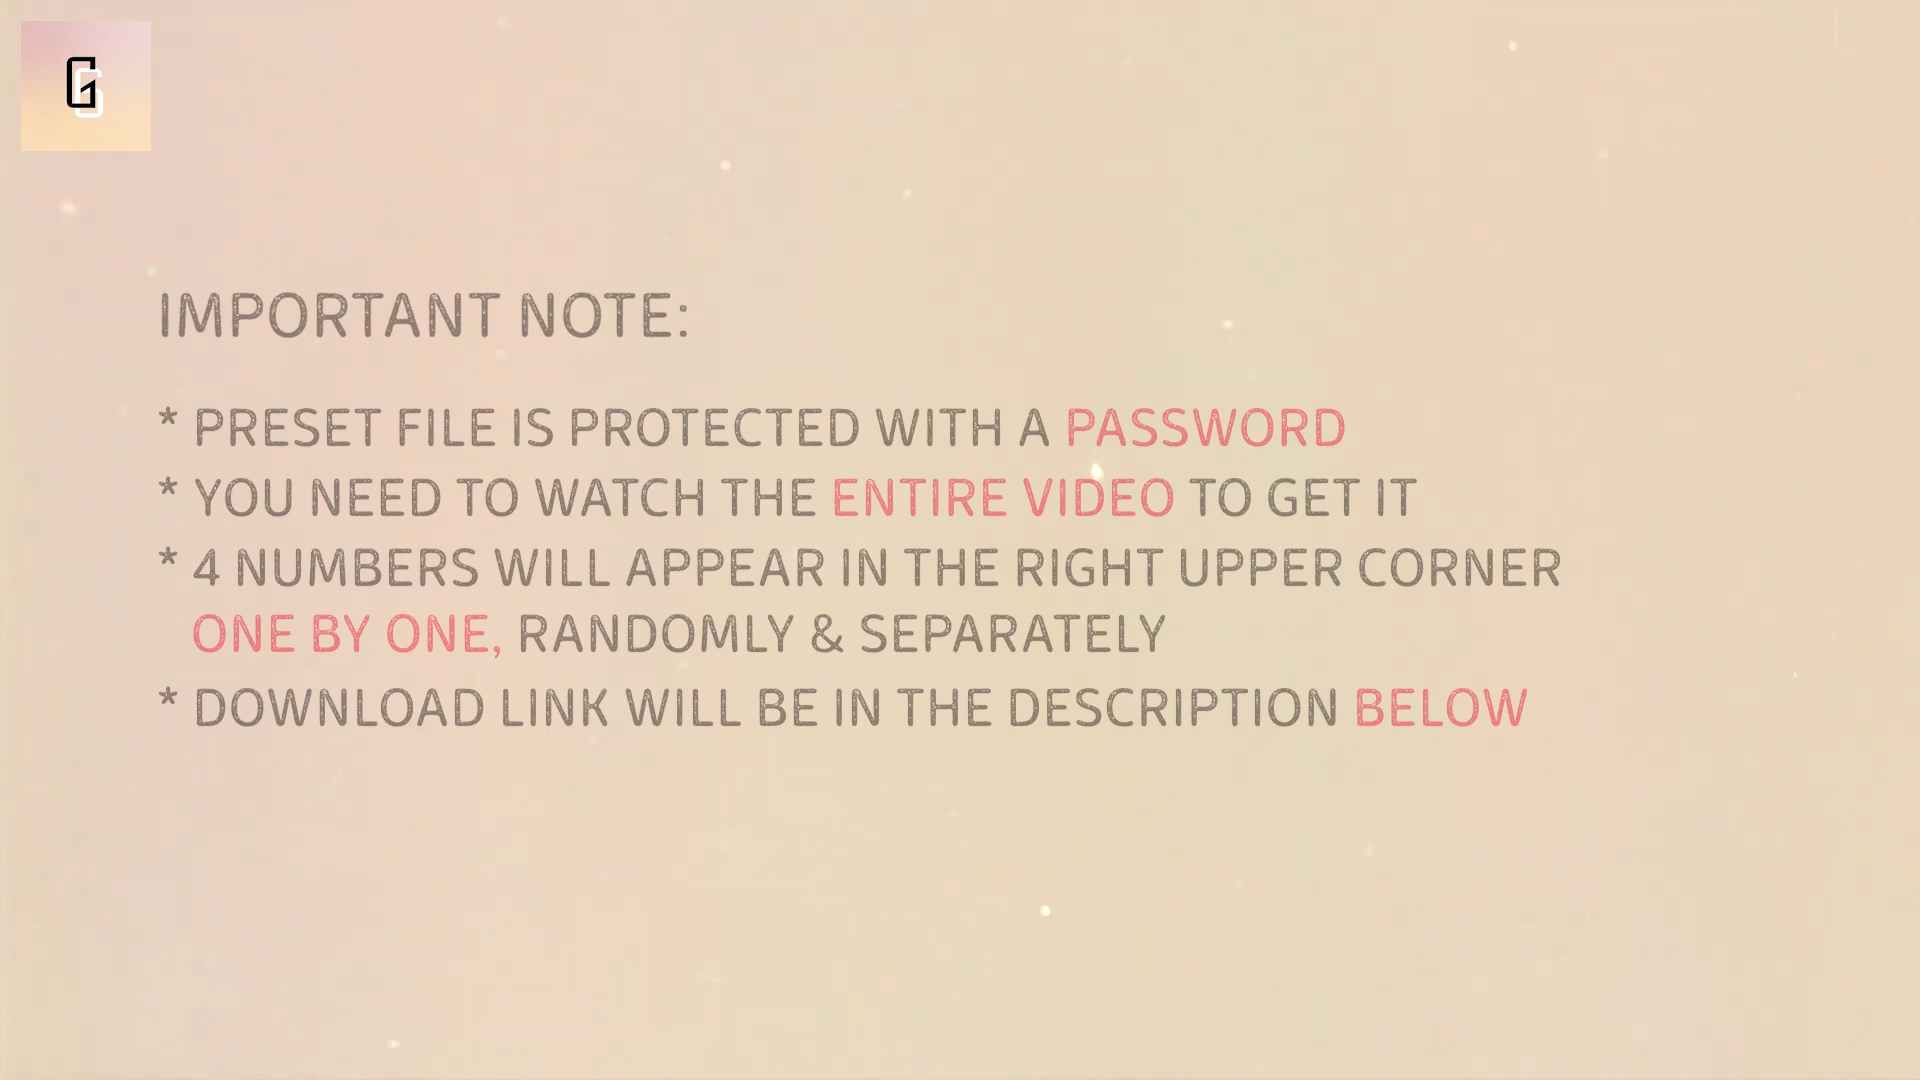 G
IMPORTANT NOTE:
* PRESET FILE IS PROTECTED WITH A PASSWORD
* YOU NEED TO WATCH THE ENTIRE VIDEO TO GET IT
* 4 NUMBERS WILL APPEAR IN THE RIGHT UPPER CORNER
ONE BY ONE, RANDOMLY & SEPARATELY
* DOWNLOAD LINK WILL BE IN THE DESCRIPTION BELOW